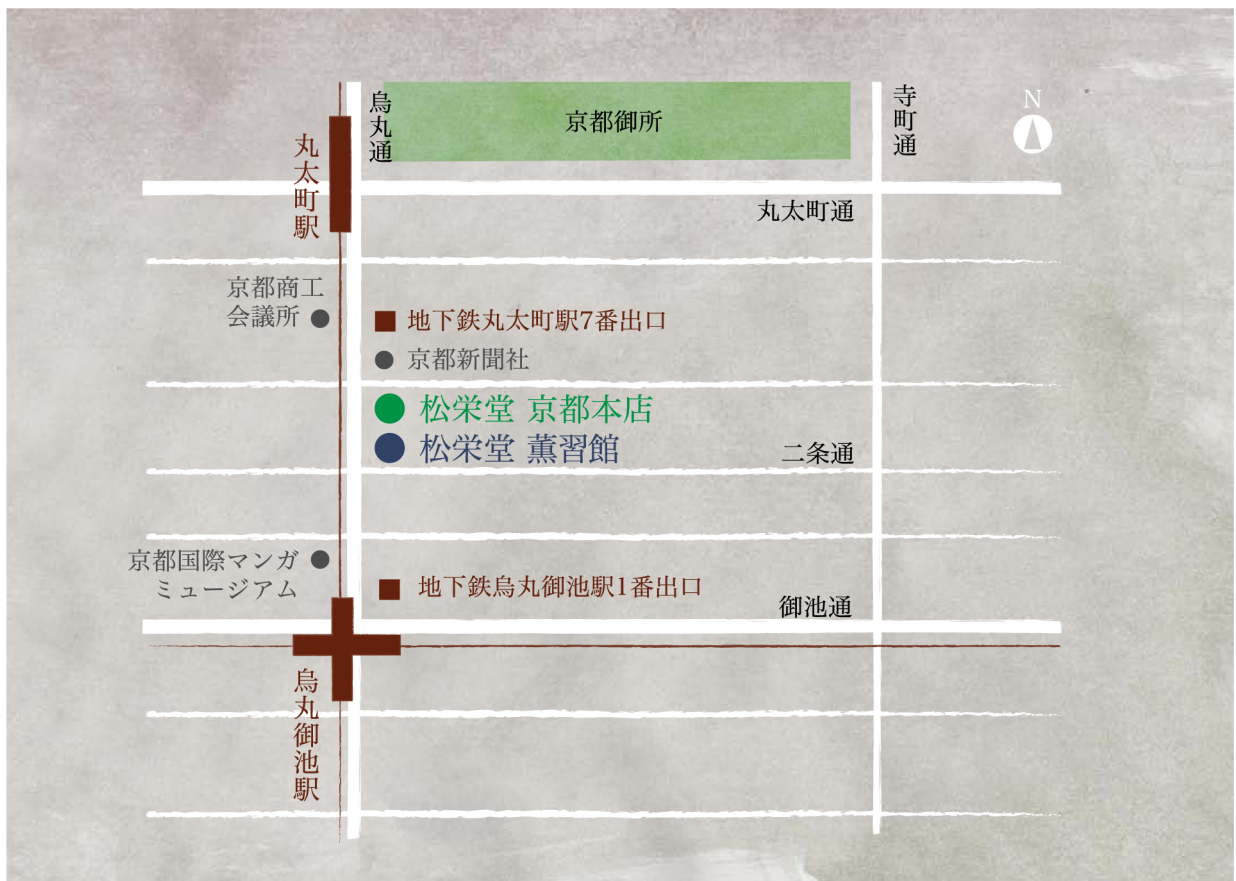 烏丸通
京都御所
寺町通
N
丸太町駅
丸太町通
京都商工
会議所
地下鉄丸太町駅7番出口
京都新聞社
松栄堂 京都本店
松栄堂 薫習館
二条通
京都国際マンガ
ミュージアム
地下鉄烏丸御池駅1番出口
御池通
烏丸御池駅